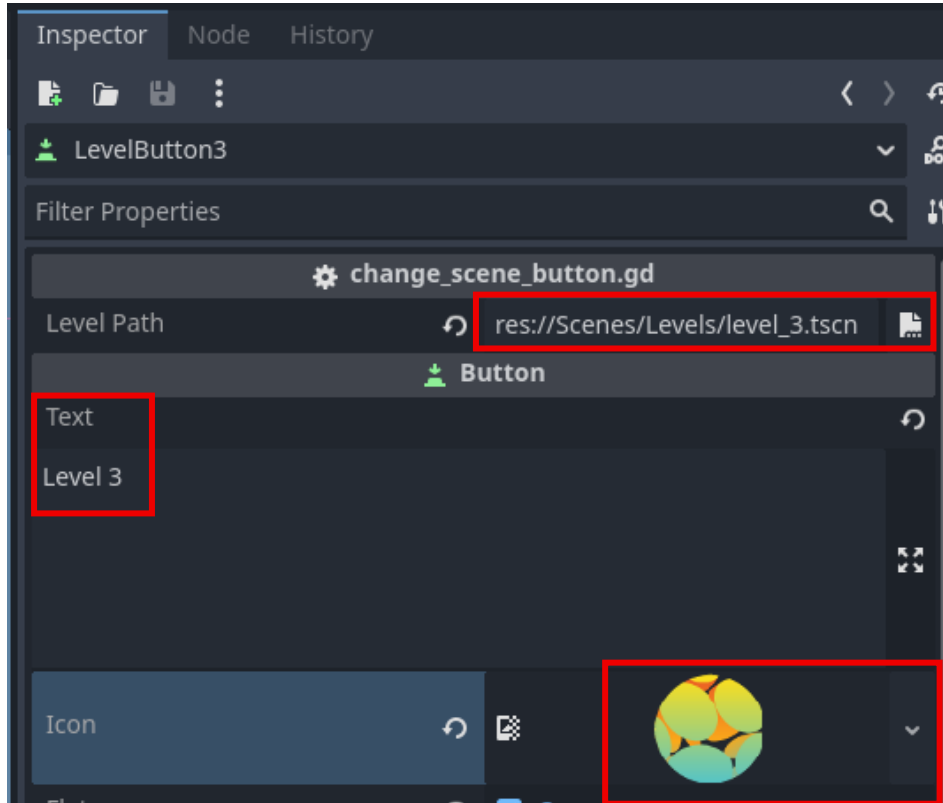 Inspector Node History
LevelButton3
Filter Properties
change_scene_button.gd
Level Path res://Scenes/Levels/level_3.tscn
Button
Text
Level 3
Icon